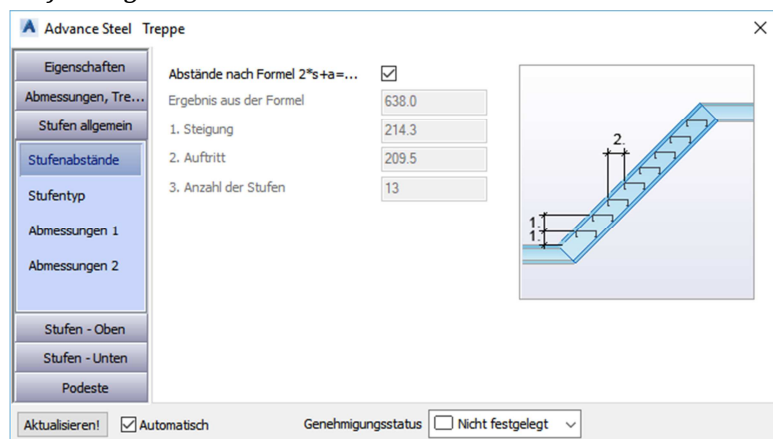 Advance Steel Treppe
Eigenschaften
Abmessungen, Tre...
Stufen allgemein
Stufenabstände
Stufentyp
Abmessungen 1
Abmessungen 2
Stufen - Oben
Stufen - Unten
Podeste
Abstände nach Formel 2*s+a=...
Ergebnis aus der Formel 638.0
1. Steigung 214.3
2. Auftritt 209.5
3. Anzahl der Stufen 13
2.
1.
1.
Aktualisieren! Automatisch Genehmigungsstatus Nicht festgelegt